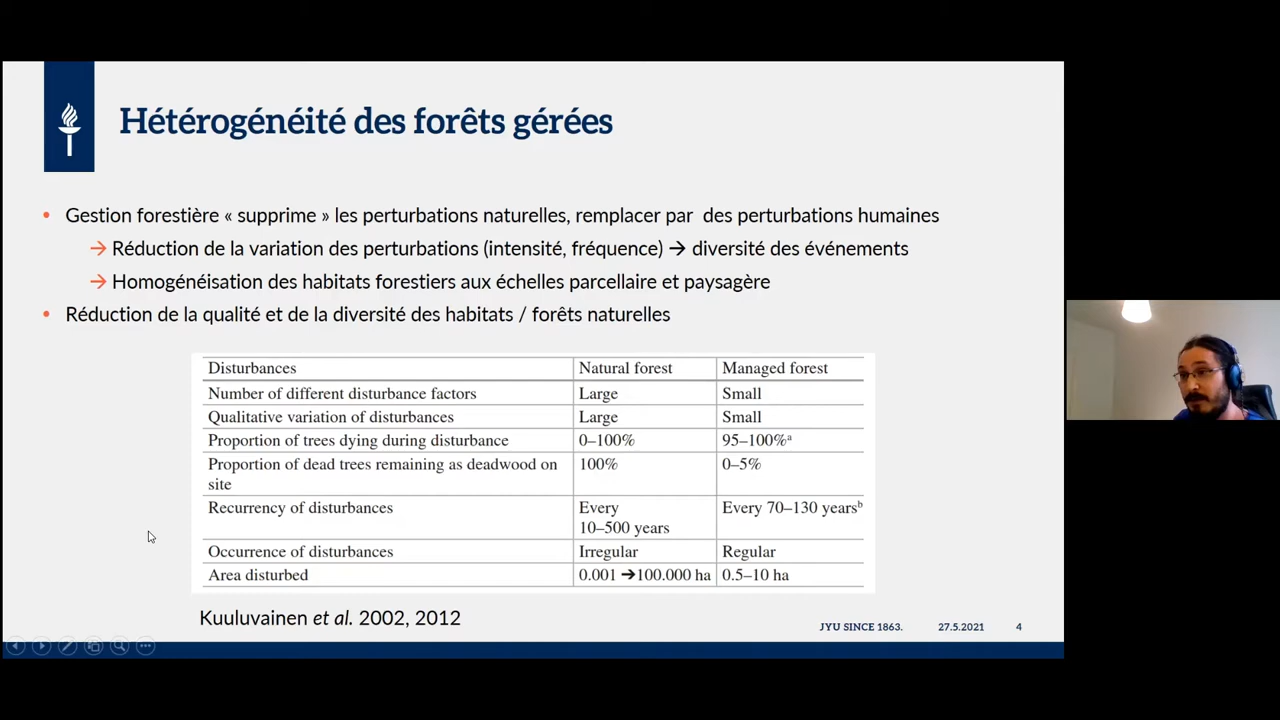 Hétérogénéité des forêts gérées
• Gestion forestière « supprime » les perturbations naturelles, remplacer par des perturbations humaines
→ Réduction de la variation des perturbations (intensité, fréquence) → diversité des événements
→ Homogénéisation des habitats forestiers aux échelles parcellaire et paysagère
• Réduction de la qualité et de la diversité des habitats / forêts naturelles
Disturbances Natural forest Managed forest
Number of different disturbance factors Large Small
Qualitative variation of disturbances Large Small
Proportion of trees dying during disturbance 0–100% 95–100%ᵃ
Proportion of dead trees remaining as deadwood on 100% 0–5%
site
Recurrency of disturbances Every Every 70–130 yearsᵇ
10–500 years
Occurrence of disturbances Irregular Regular
Area disturbed 0.001 →100.000 ha 0.5–10 ha
Kuuluvainen et al. 2002, 2012
JYU SINCE 1863. 27.5.2021 4